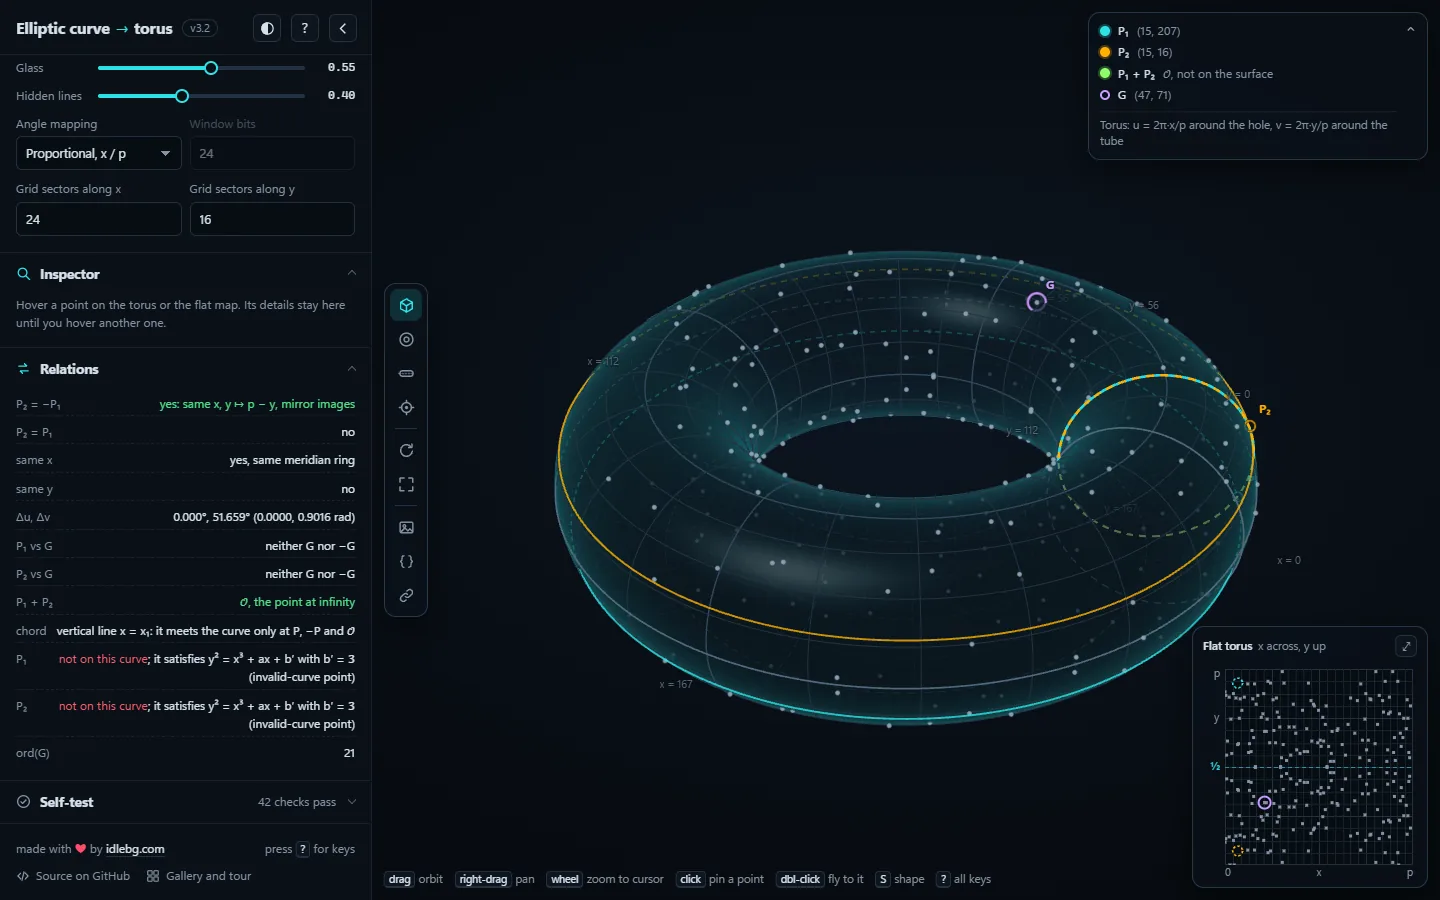 Elliptic curve → torus v3.2 ?
Glass 0.55
Hidden lines 0.40
Angle mapping Window bits
Proportional, x / p 24
Grid sectors along x Grid sectors along y
24 16
Inspector
Hover a point on the torus or the flat map. Its details stay here
until you hover another one.
Relations
P₂ = −P₁ yes: same x, y ↦ p − y, mirror images
P₂ = P₁ no
same x yes, same meridian ring
same y no
Δu, Δv 0.000°, 51.659° (0.0000, 0.9016 rad)
P₁ vs G neither G nor −G
P₂ vs G neither G nor −G
P₁ + P₂ 𝒪, the point at infinity
chord vertical line x = x₁: it meets the curve only at P, −P and 𝒪
P₁ not on this curve; it satisfies y² = x³ + ax + b' with b' = 3
(invalid-curve point)
P₂ not on this curve; it satisfies y² = x³ + ax + b' with b' = 3
(invalid-curve point)
ord(G) 21
Self-test 42 checks pass
made with ❤ by idlebg.com press ? for keys
Source on GitHub Gallery and tour
P₁ (15, 207)
P₂ (15, 16)
P₁ + P₂ 𝒪, not on the surface
G (47, 71)
Torus: u = 2π·x/p around the hole, v = 2π·y/p around the
tube
G
y = 56
x = 112
= 0
P₂
y = 112
y = 167
x = 0
x = 167
Flat torus x across, y up
p
y
½
0 x p
drag orbit right-drag pan wheel zoom to cursor click pin a point dbl-click fly to it S shape ? all keys